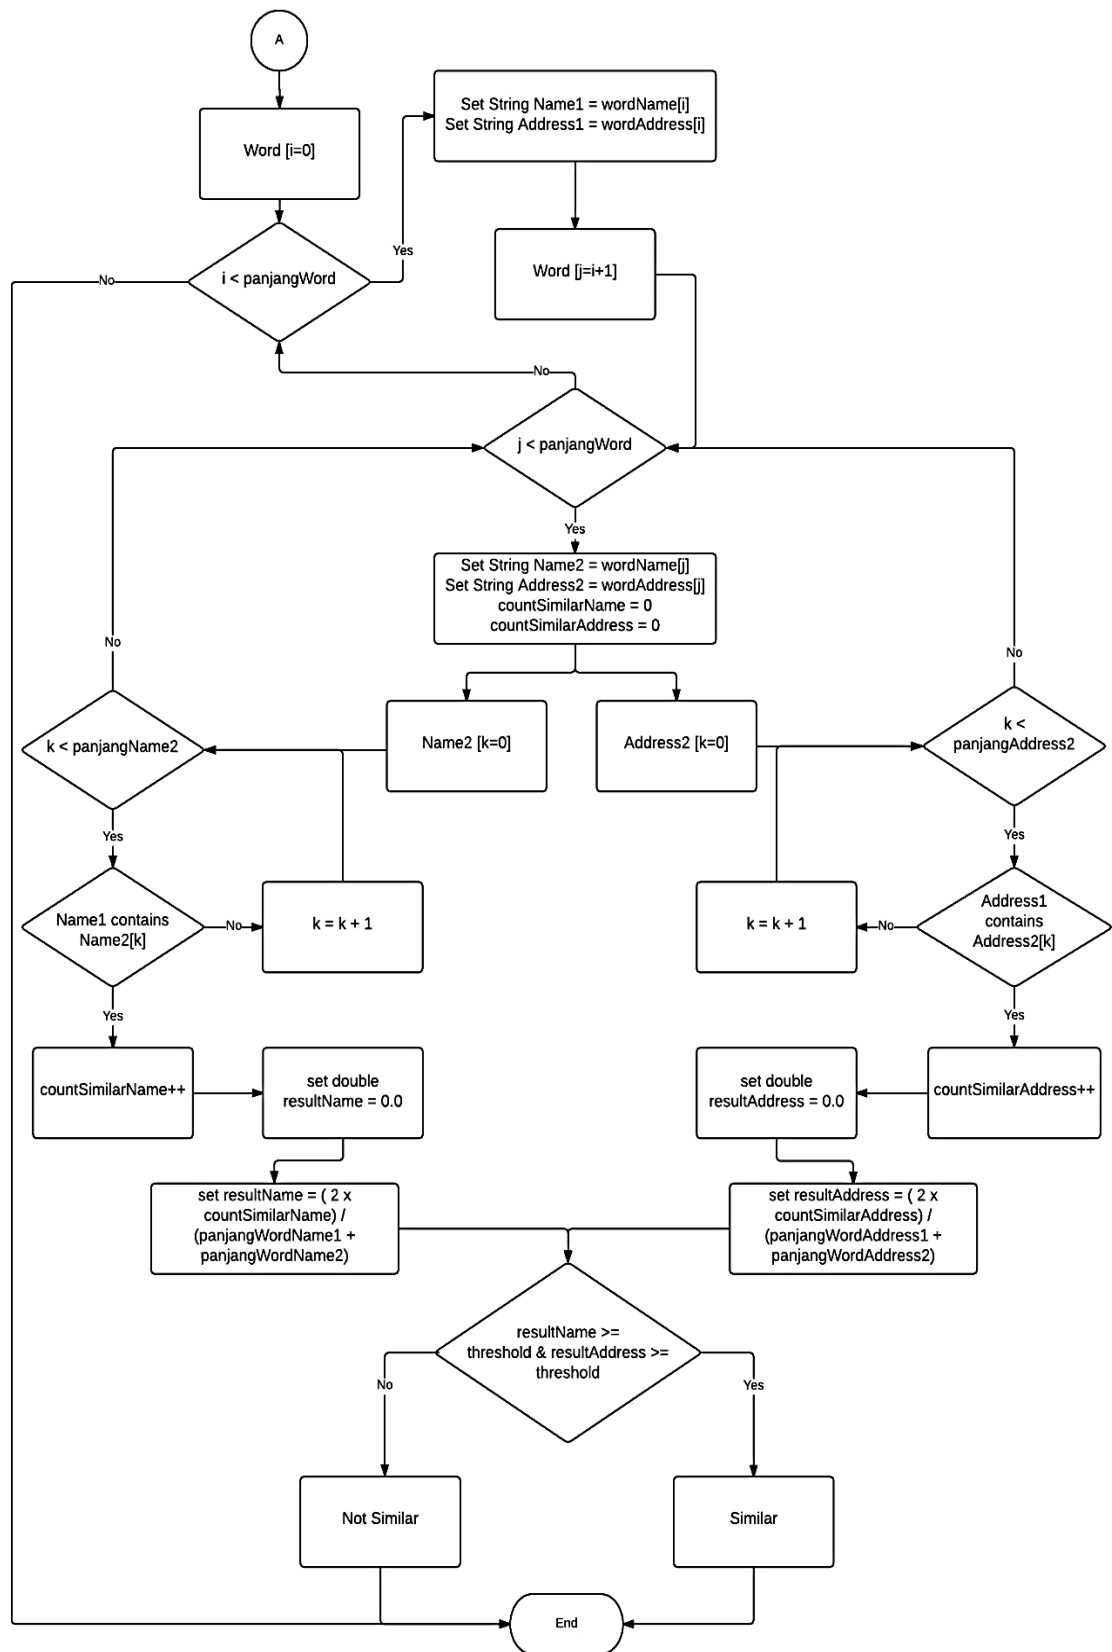 A
Set String Name1 = wordName[i]
Set String Address1 = wordAddress[i]
Word [i=0]
Yes
Word [j=i+1]
No
i < panjangWord
No
j < panjangWord
Yes
Set String Name2 = wordName[j]
Set String Address2 = wordAddress[j]
countSimilarName = 0
countSimilarAddress = 0
No
No
k < panjangName2
Name2 [k=0]
Address2 [k=0]
k <
panjangAddress2
Yes
Yes
Name1 contains
Name2[k]
No
k = k + 1
k = k + 1
No
Address1
contains
Address2[k]
Yes
Yes
countSimilarName++
set double
resultName = 0.0
set double
resultAddress = 0.0
countSimilarAddress++
set resultName = ( 2 x
countSimilarName) /
(panjangWordName1 +
panjangWordName2)
set resultAddress = ( 2 x
countSimilarAddress) /
(panjangWordAddress1 +
panjangWordAddress2)
resultName >=
threshold & resultAddress >=
threshold
No
Yes
Not Similar
Similar
End